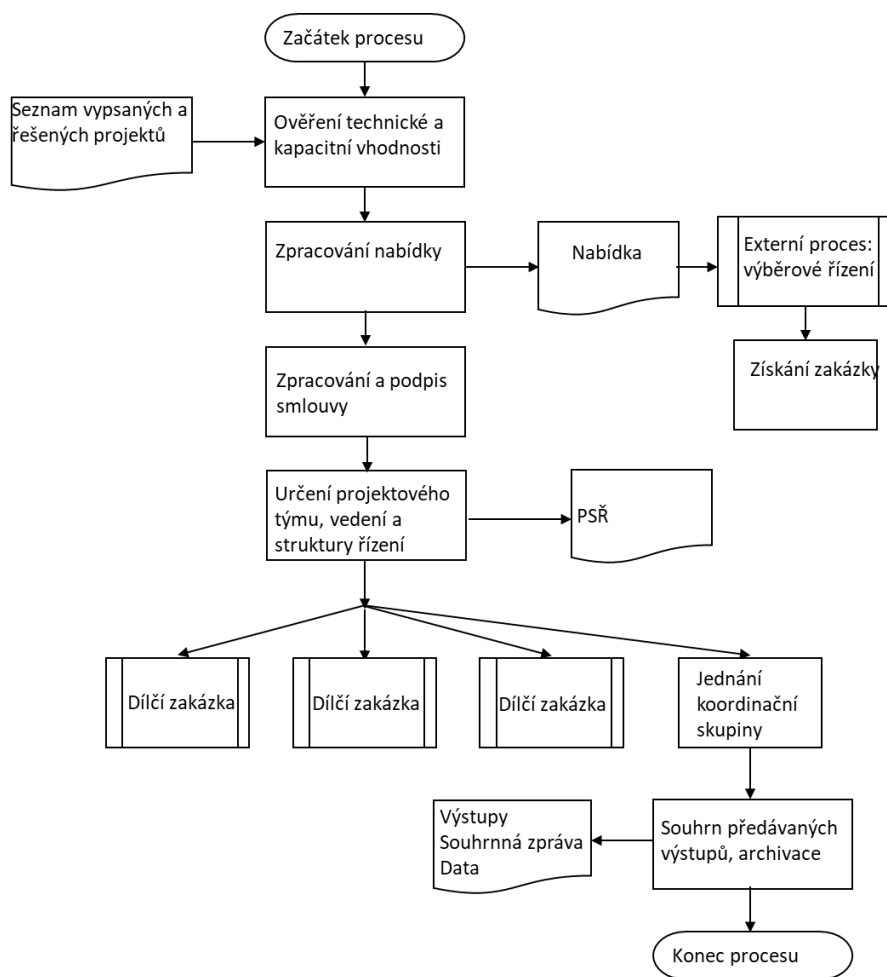 Začátek procesu
Seznam vypsaných a
řešených projektů
Ověření technické a
kapacitní vhodnosti
Zpracování nabídky
Nabídka
Externí proces:
výběrové řízení
Získání zakázky
Zpracování a podpis
smlouvy
Určení projektového
týmu, vedení a
struktury řízení
PSŘ
Dílčí zakázka
Dílčí zakázka
Dílčí zakázka
Jednání
koordinační
skupiny
Výstupy
Souhrnná zpráva
Data
Souhrn předávaných
výstupů, archivace
Konec procesu